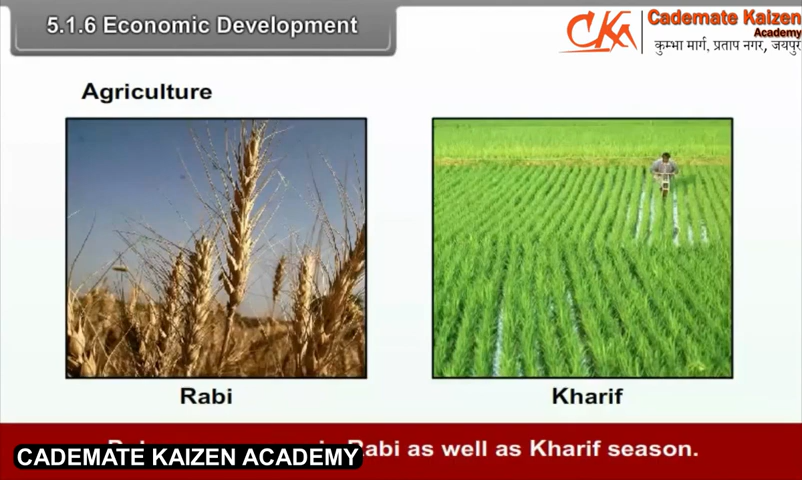 5.1.6 Economic Development
CKA
Cademate Kaizen
Academy
कुम्भा मार्ग, प्रताप नगर, जयपुर
Agriculture
Rabi
Kharif
Rabi as well as Kharif season.
CADEMATE KAIZEN ACADEMY